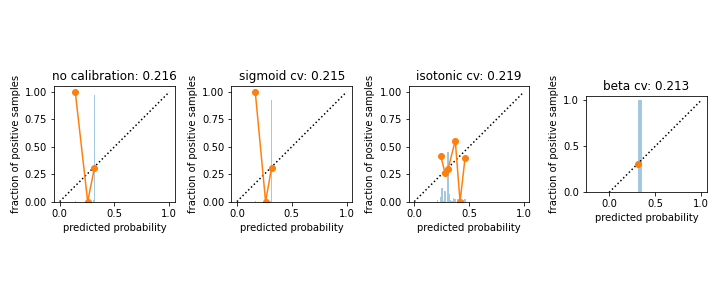 no calibration: 0.216
fraction of positive samples
1.00
0.75
0.50
0.25
0.00
0.0
0.5
1.0
predicted probability
sigmoid cv: 0.215
fraction of positive samples
1.00
0.75
0.50
0.25
0.00
0.0
0.5
1.0
predicted probability
isotonic cv: 0.219
fraction of positive samples
1.00
0.75
0.50
0.25
0.00
0.0
0.5
1.0
predicted probability
beta cv: 0.213
fraction of positive samples
1.0
0.5
0.0
0.0
0.5
1.0
predicted probability